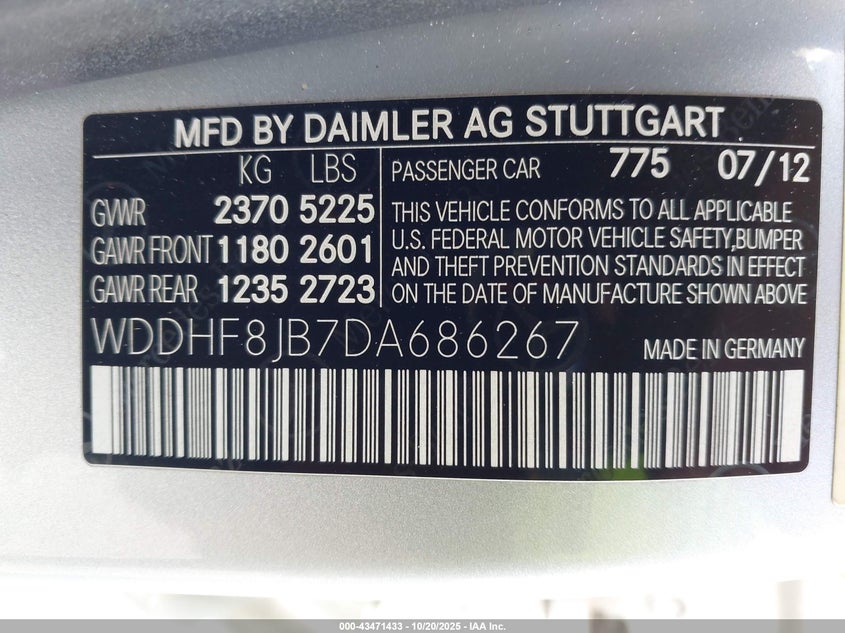 MFD BY DAIMLER AG STUTTGART
KG LBS
GVWR 2370 5225
GAWR FRONT 1180 2601
GAWR REAR 1235 2723
PASSENGER CAR 775 07/12
THIS VEHICLE CONFORMS TO ALL APPLICABLE
U.S. FEDERAL MOTOR VEHICLE SAFETY,BUMPER
AND THEFT PREVENTION STANDARDS IN EFFECT
ON THE DATE OF MANUFACTURE SHOWN ABOVE
WDDHF8JB7DA686267
MADE IN GERMANY
000-43471433 - 10/20/2025 - IAA Inc.